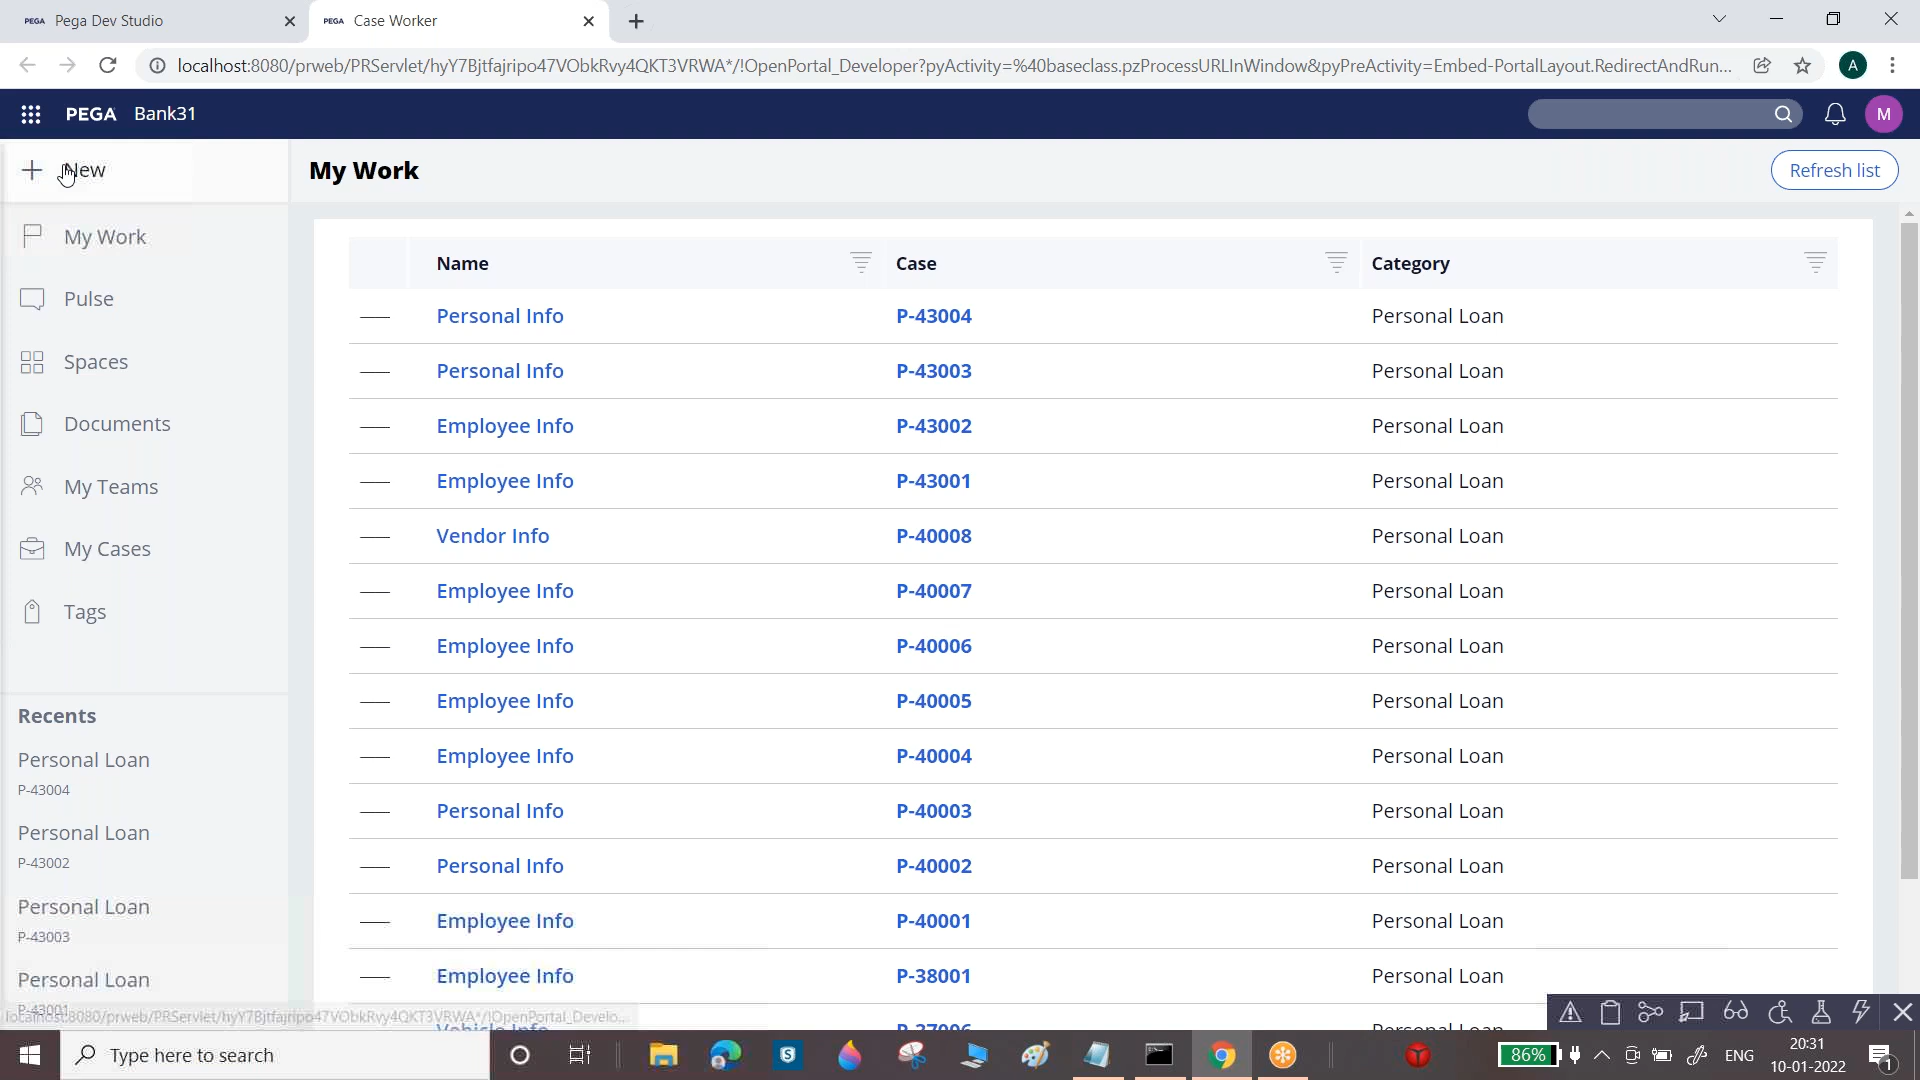 PEGA Pega Dev Studio
PEGA Case Worker
localhost:8080/prweb/PRServlet/hyY7Bjtfajripo47VObkRvy4QKT3VRWA*/!OpenPortal_Developer?pyActivity=%40baseclass.pzProcessURLInWindow&pyPreActivity=Embed-PortalLayout.RedirectAndRun...
A
PEGA Bank31
M
New
My Work
Pulse
Spaces
Documents
My Teams
My Cases
Tags
Recents
Personal Loan
P-43004
Personal Loan
P-43002
Personal Loan
P-43003
Personal Loan
P-43001
localhost:8080/prweb/PRServlet/hyY7Bjtfajripo47VObkRvy4QKT3VRWA*/!OpenPortal_Develo...
My Work
Refresh list
Name Case Category
Personal Info P-43004 Personal Loan
Personal Info P-43003 Personal Loan
Employee Info P-43002 Personal Loan
Employee Info P-43001 Personal Loan
Vendor Info P-40008 Personal Loan
Employee Info P-40007 Personal Loan
Employee Info P-40006 Personal Loan
Employee Info P-40005 Personal Loan
Employee Info P-40004 Personal Loan
Personal Info P-40003 Personal Loan
Personal Info P-40002 Personal Loan
Employee Info P-40001 Personal Loan
Employee Info P-38001 Personal Loan
Vehicle Info P-37006 Personal Loan
Type here to search
86%
ENG
20:31
10-01-2022
1